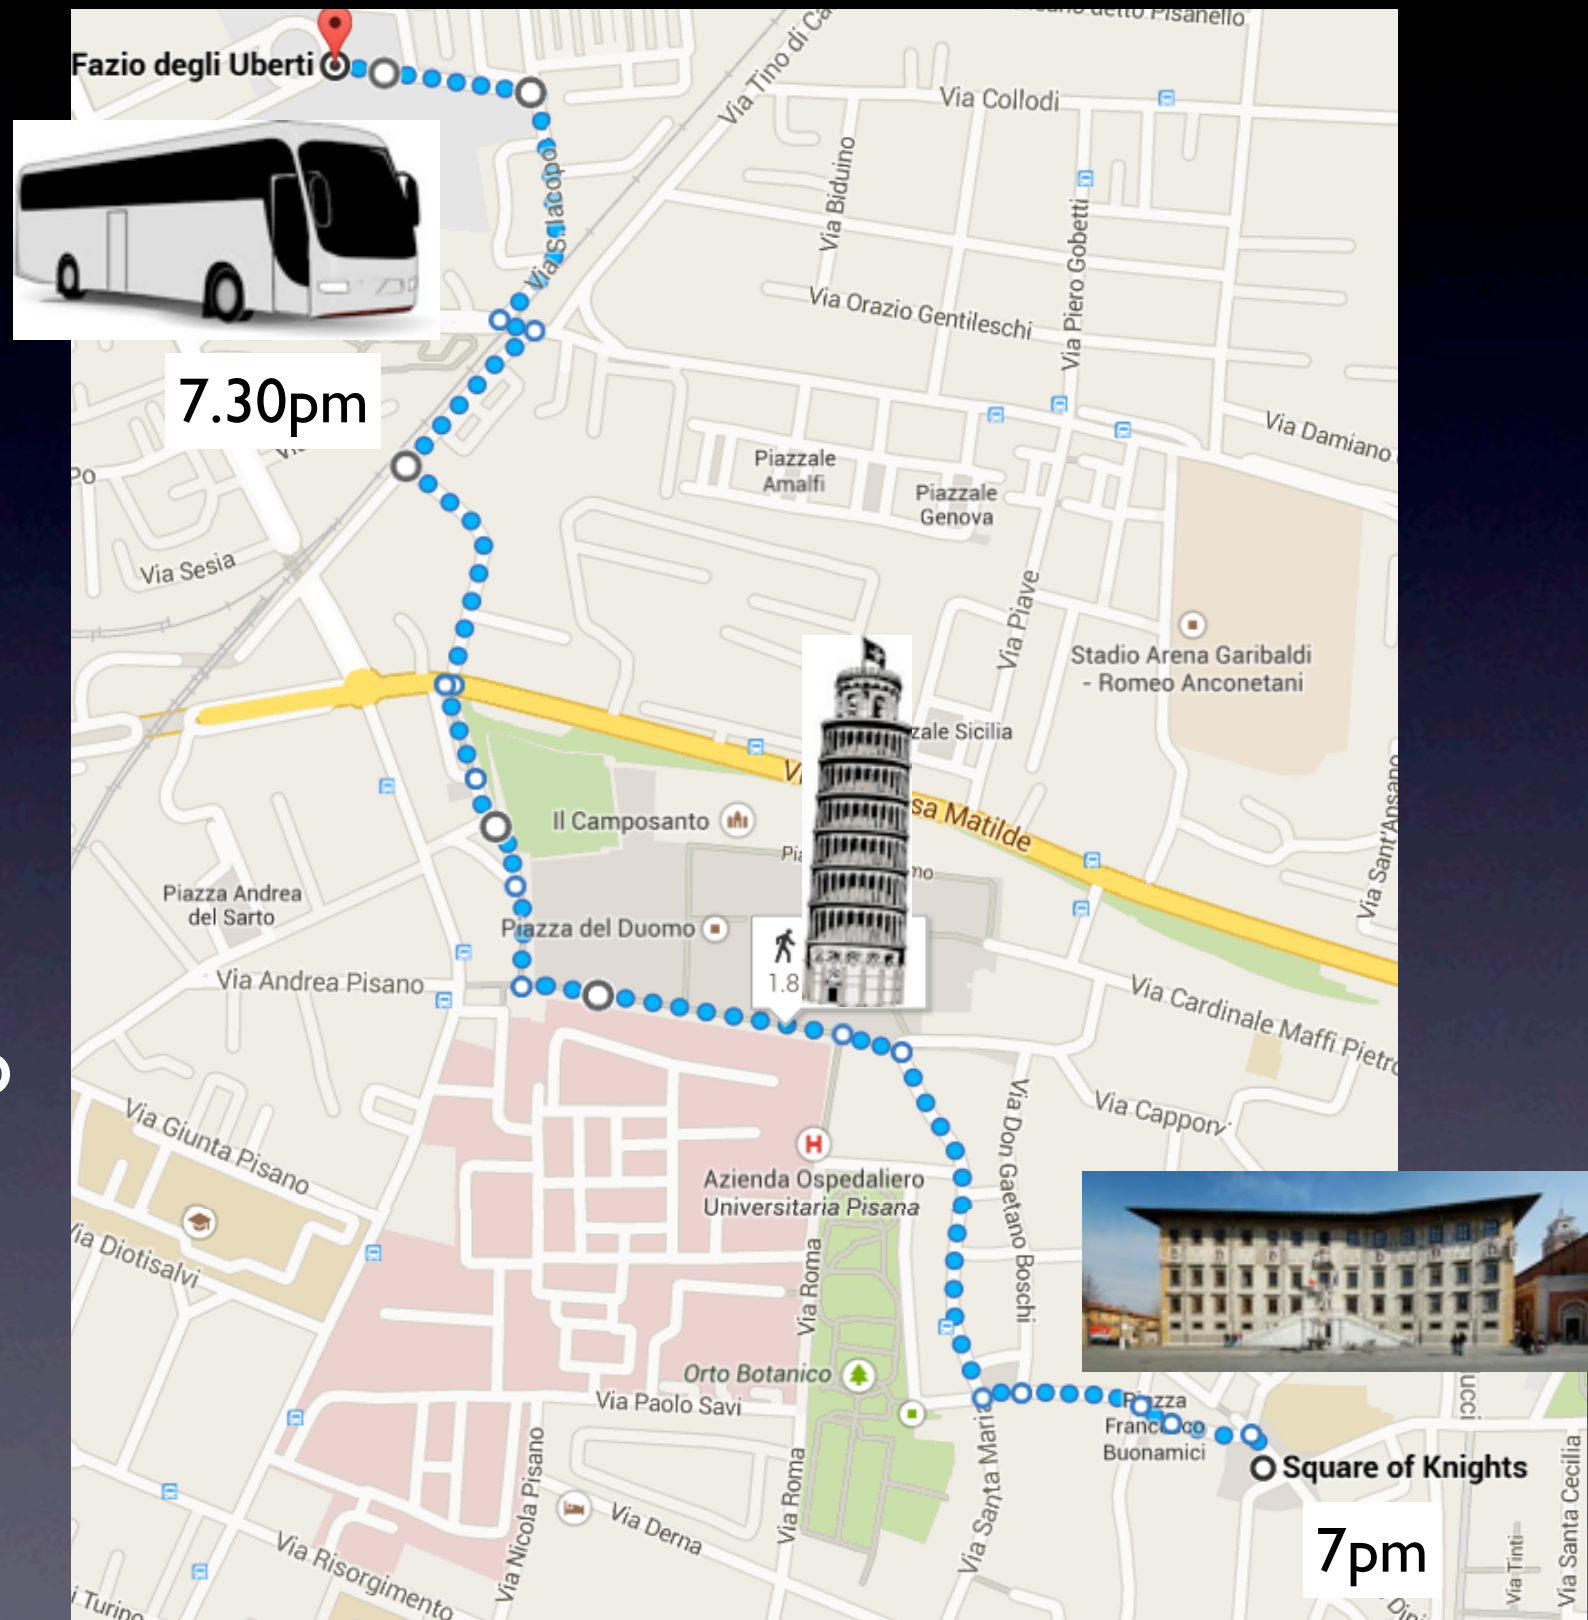 Fazio degli Uberti
Via Tino di
Via Collodi
Via S. Iacopo
Via Biduino
Via Piero Gobetti
Via Orazio Gentileschi
7.30pm
Via Damiano
Piazzale
Amalfi
Piazzale
Genova
Via Sesia
Via Piave
Stadio Arena Garibaldi
- Romeo Anconetani
zale Sicilia
Il Camposanto
sa Matilde
Via Sant'Ansano
Piazza Andrea
del Sarto
Piazza del Duomo
1.8
Via Andrea Pisano
Via Cardinale Maffi Pietro
Via Giunta Pisano
Via Capponi
Via Don Gaetano Boschi
H
Azienda Ospedaliero
Universitaria Pisana
Via Diotisalvi
Via Roma
Orto Botanico
Via Paolo Savi
Piazza
Francesco
Buonamici
ucci
Square of Knights
Via Nicola Pisano
Via Roma
Via Santa Maria
Via Derna
7pm
Via Tinti
Via Santa Cecilia
Via Risorgimento
i Turino